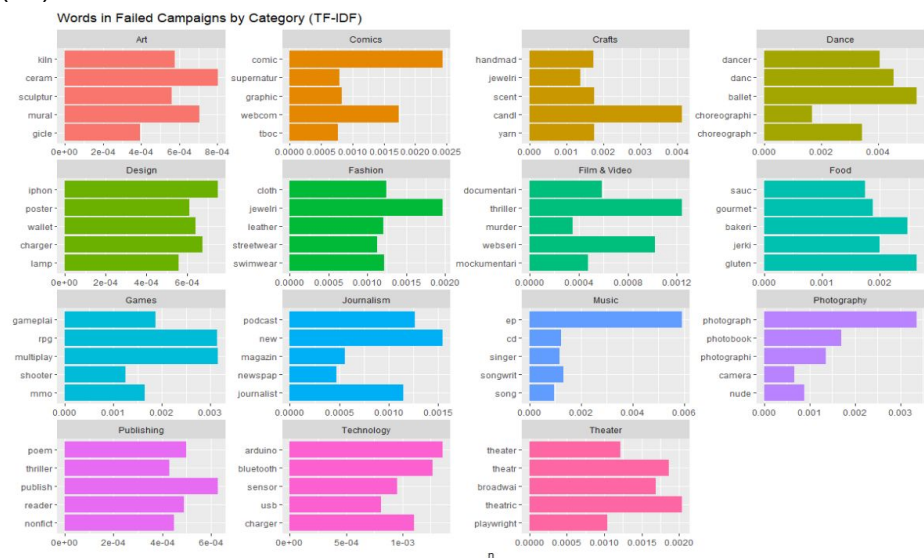 Words in Failed Campaigns by Category (TF-IDF)
Art Comics Crafts Dance
kiln comic handmad dancer
ceram supernatur jewelri danc
sculptur graphic scent ballet
mural webcom candl choreographi
gicle tboc yarn choreograph
0e+00 2e-04 4e-04 6e-04 8e-04 0.0000 0.0005 0.0010 0.0015 0.0020 0.0025 0.000 0.001 0.002 0.003 0.004 0.000 0.002 0.004
Design Fashion Film & Video Food
iphon cloth documentari sauc
poster jewelri thriller gourmet
wallet leather murder bakeri
charger streetwear webseri jerki
lamp swimwear mockumentari gluten
0e+00 2e-04 4e-04 6e-04 0.0000 0.0005 0.0010 0.0015 0.0020 0.0000 0.0004 0.0008 0.0012 0.000 0.001 0.002
Games Journalism Music Photography
gameplai podcast ep photograph
rpg new cd photobook
multiplay magazin singer photographi
shooter newspap songwrit camera
mmo journalist song nude
0.000 0.001 0.002 0.003 0.0000 0.0005 0.0010 0.0015 0.000 0.002 0.004 0.006 0.000 0.001 0.002 0.003
Publishing Technology Theater
poem arduino theater
thriller bluetooth theatr
publish sensor broadwai
reader usb theatric
nonfict charger playwright
0e+00 2e-04 4e-04 6e-04 0e+00 5e-04 1e-03 0.0000 0.0005 0.0010 0.0015 0.0020
n